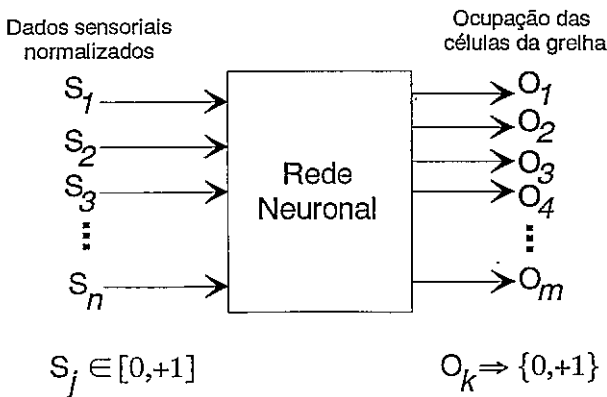 Dados sensoriais
normalizados
Ocupação das
células da grelha
S1
S2
S3
Sn
Rede
Neuronal
O1
O2
O3
O4
Om
Sj ∈ [0,+1]
Ok ⇒ {0,+1}